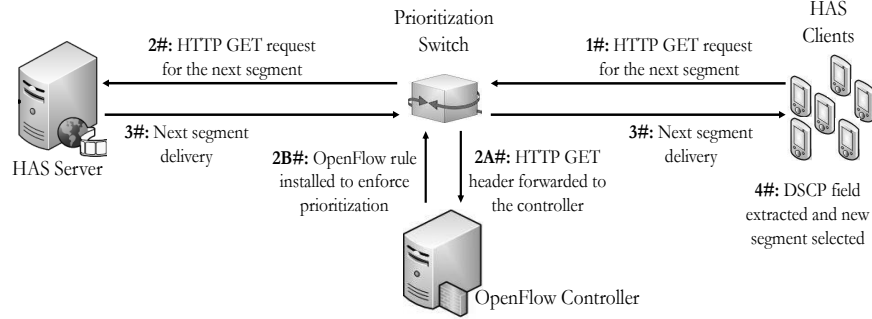 Prioritization
Switch
HAS
Clients
2#: HTTP GET request
for the next segment
1#: HTTP GET request
for the next segment
3#: Next segment
delivery
HAS Server
2B#: OpenFlow rule
installed to enforce
prioritization
2A#: HTTP GET
header forwarded to
the controller
3#: Next segment
delivery
4#: DSCP field
extracted and new
segment selected
OpenFlow Controller